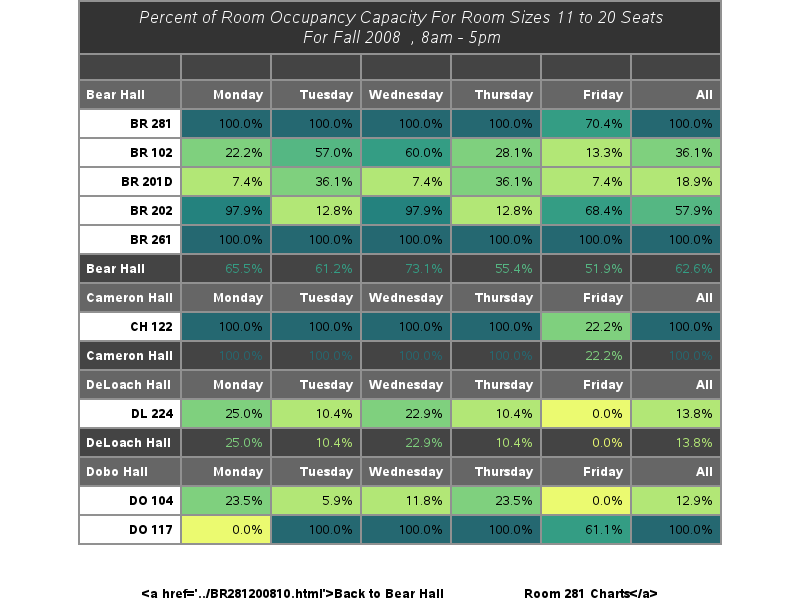 Percent of Room Occupancy Capacity For Room Sizes 11 to 20 Seats
For Fall 2008 , 8am - 5pm
Bear Hall Monday Tuesday Wednesday Thursday Friday All
BR 281 100.0% 100.0% 100.0% 100.0% 70.4% 100.0%
BR 102 22.2% 57.0% 60.0% 28.1% 13.3% 36.1%
BR 201D 7.4% 36.1% 7.4% 36.1% 7.4% 18.9%
BR 202 97.9% 12.8% 97.9% 12.8% 68.4% 57.9%
BR 261 100.0% 100.0% 100.0% 100.0% 100.0% 100.0%
Bear Hall 65.5% 61.2% 73.1% 55.4% 51.9% 62.6%
Cameron Hall Monday Tuesday Wednesday Thursday Friday All
CH 122 100.0% 100.0% 100.0% 100.0% 22.2% 100.0%
Cameron Hall 100.0% 100.0% 100.0% 100.0% 22.2% 100.0%
DeLoach Hall Monday Tuesday Wednesday Thursday Friday All
DL 224 25.0% 10.4% 22.9% 10.4% 0.0% 13.8%
DeLoach Hall 25.0% 10.4% 22.9% 10.4% 0.0% 13.8%
Dobo Hall Monday Tuesday Wednesday Thursday Friday All
DO 104 23.5% 5.9% 11.8% 23.5% 0.0% 12.9%
DO 117 0.0% 100.0% 100.0% 100.0% 61.1% 100.0%
<a href='../BR281200810.html'>Back to Bear Hall Room 281 Charts</a>